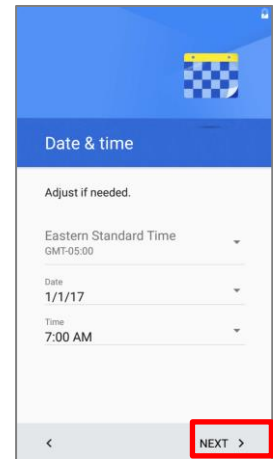 Date & time
Adjust if needed.
Eastern Standard Time
GMT-05:00
Date
1/1/17
Time
7:00 AM
NEXT